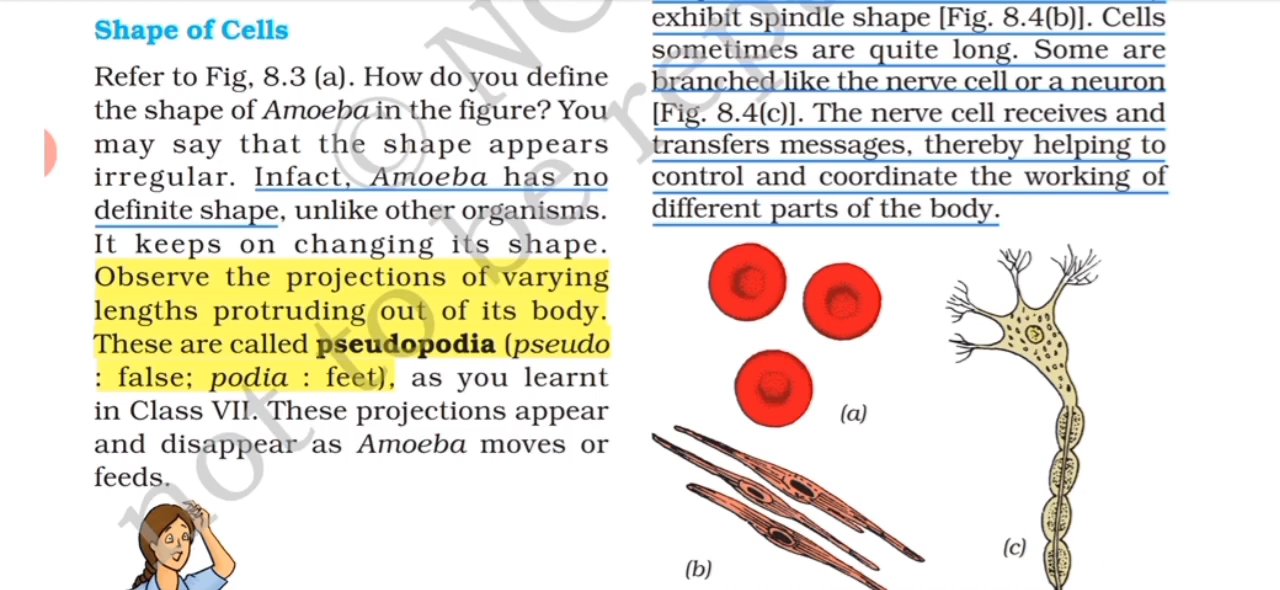 Shape of Cells
Refer to Fig, 8.3 (a). How do you define
the shape of Amoeba in the figure? You
may say that the shape appears
irregular. Infact, Amoeba has no
definite shape, unlike other organisms.
It keeps on changing its shape.
Observe the projections of varying
lengths protruding out of its body.
These are called pseudopodia (pseudo
: false; podia : feet), as you learnt
in Class VII. These projections appear
and disappear as Amoeba moves or
feeds.
exhibit spindle shape [Fig. 8.4(b)]. Cells
sometimes are quite long. Some are
branched like the nerve cell or a neuron
[Fig. 8.4(c)]. The nerve cell receives and
transfers messages, thereby helping to
control and coordinate the working of
different parts of the body.
(a)
(b)
(c)
not to be rep
© NC